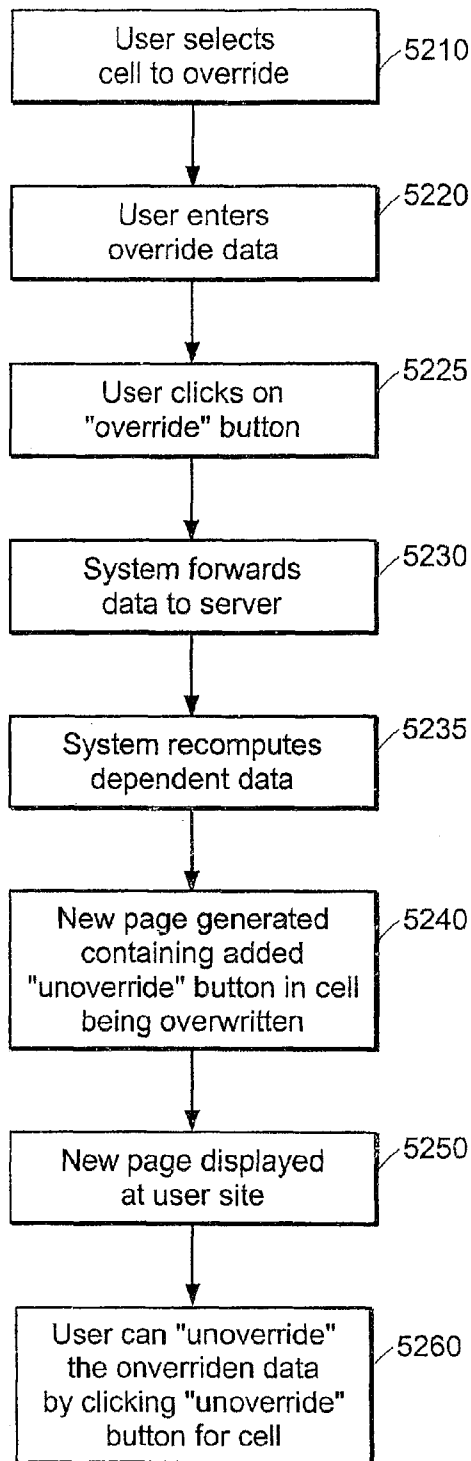 User selects
cell to override
5210
User enters
override data
5220
User clicks on
"override" button
5225
System forwards
data to server
5230
System recomputes
dependent data
5235
New page generated
containing added
"unoverride" button in cell
being overwritten
5240
New page displayed
at user site
5250
User can "unoverride"
the onverriden data
by clicking "unoverride"
button for cell
5260